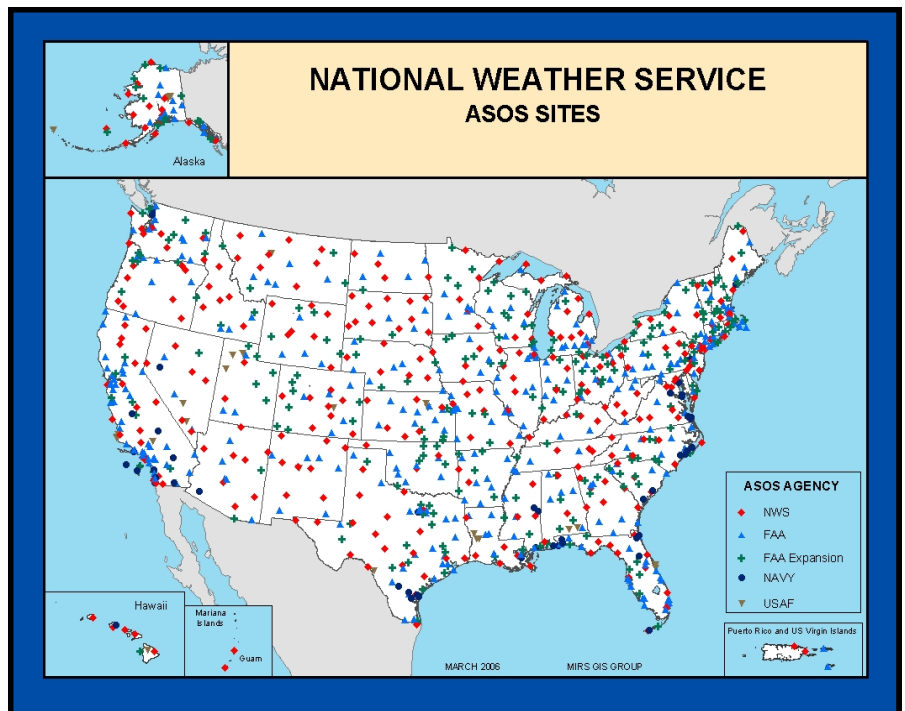 NATIONAL WEATHER SERVICE
ASOS SITES
Alaska
ASOS AGENCY
NWS
FAA
FAA Expansion
NAVY
USAF
Hawaii
Mariana
Islands
Guam
Puerto Rico and US Virgin Islands
MARCH 2006
MIRS GIS GROUP